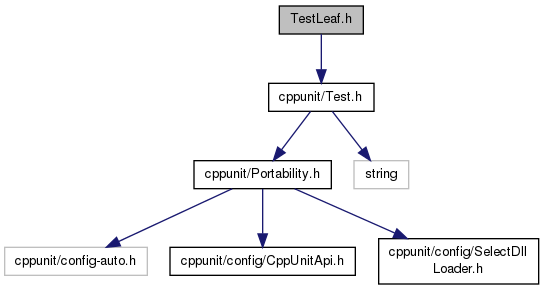 TestLeaf.h
cppunit/Test.h
cppunit/Portability.h
string
cppunit/config-auto.h
cppunit/config/CppUnitApi.h
cppunit/config/SelectDll
Loader.h